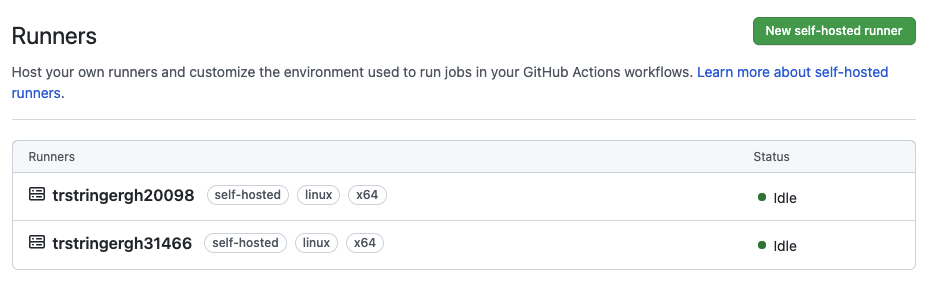 Runners
New self-hosted runner
Host your own runners and customize the environment used to run jobs in your GitHub Actions workflows. Learn more about self-hosted
runners.
Runners Status
trstringergh20098 self-hosted linux x64 Idle
trstringergh31466 self-hosted linux x64 Idle